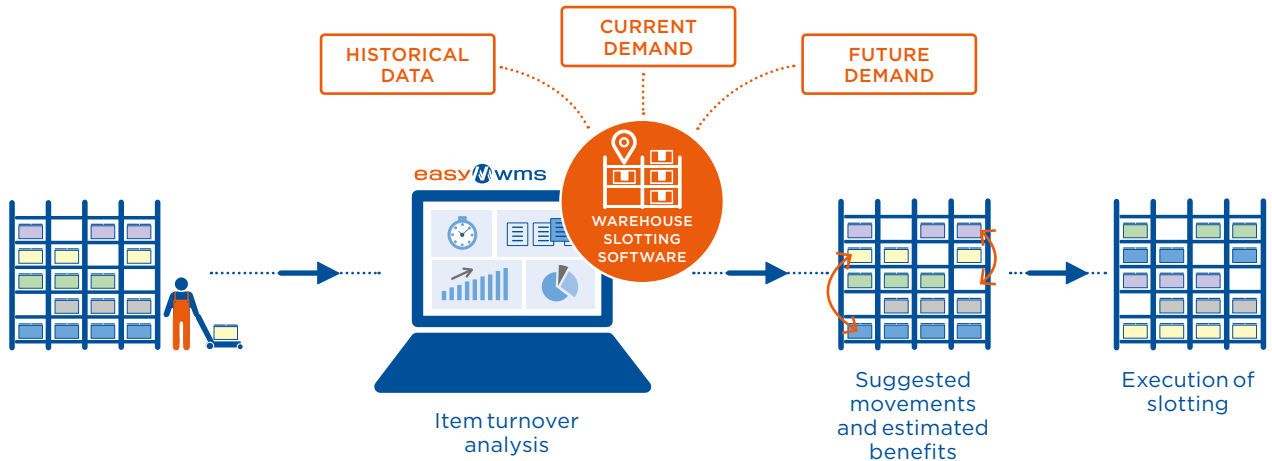 HISTORICAL
DATA
CURRENT
DEMAND
FUTURE
DEMAND
easy wms
WAREHOUSE
SLOTTING
SOFTWARE
Item turnover
analysis
Suggested
movements
and estimated
benefits
Execution of
slotting